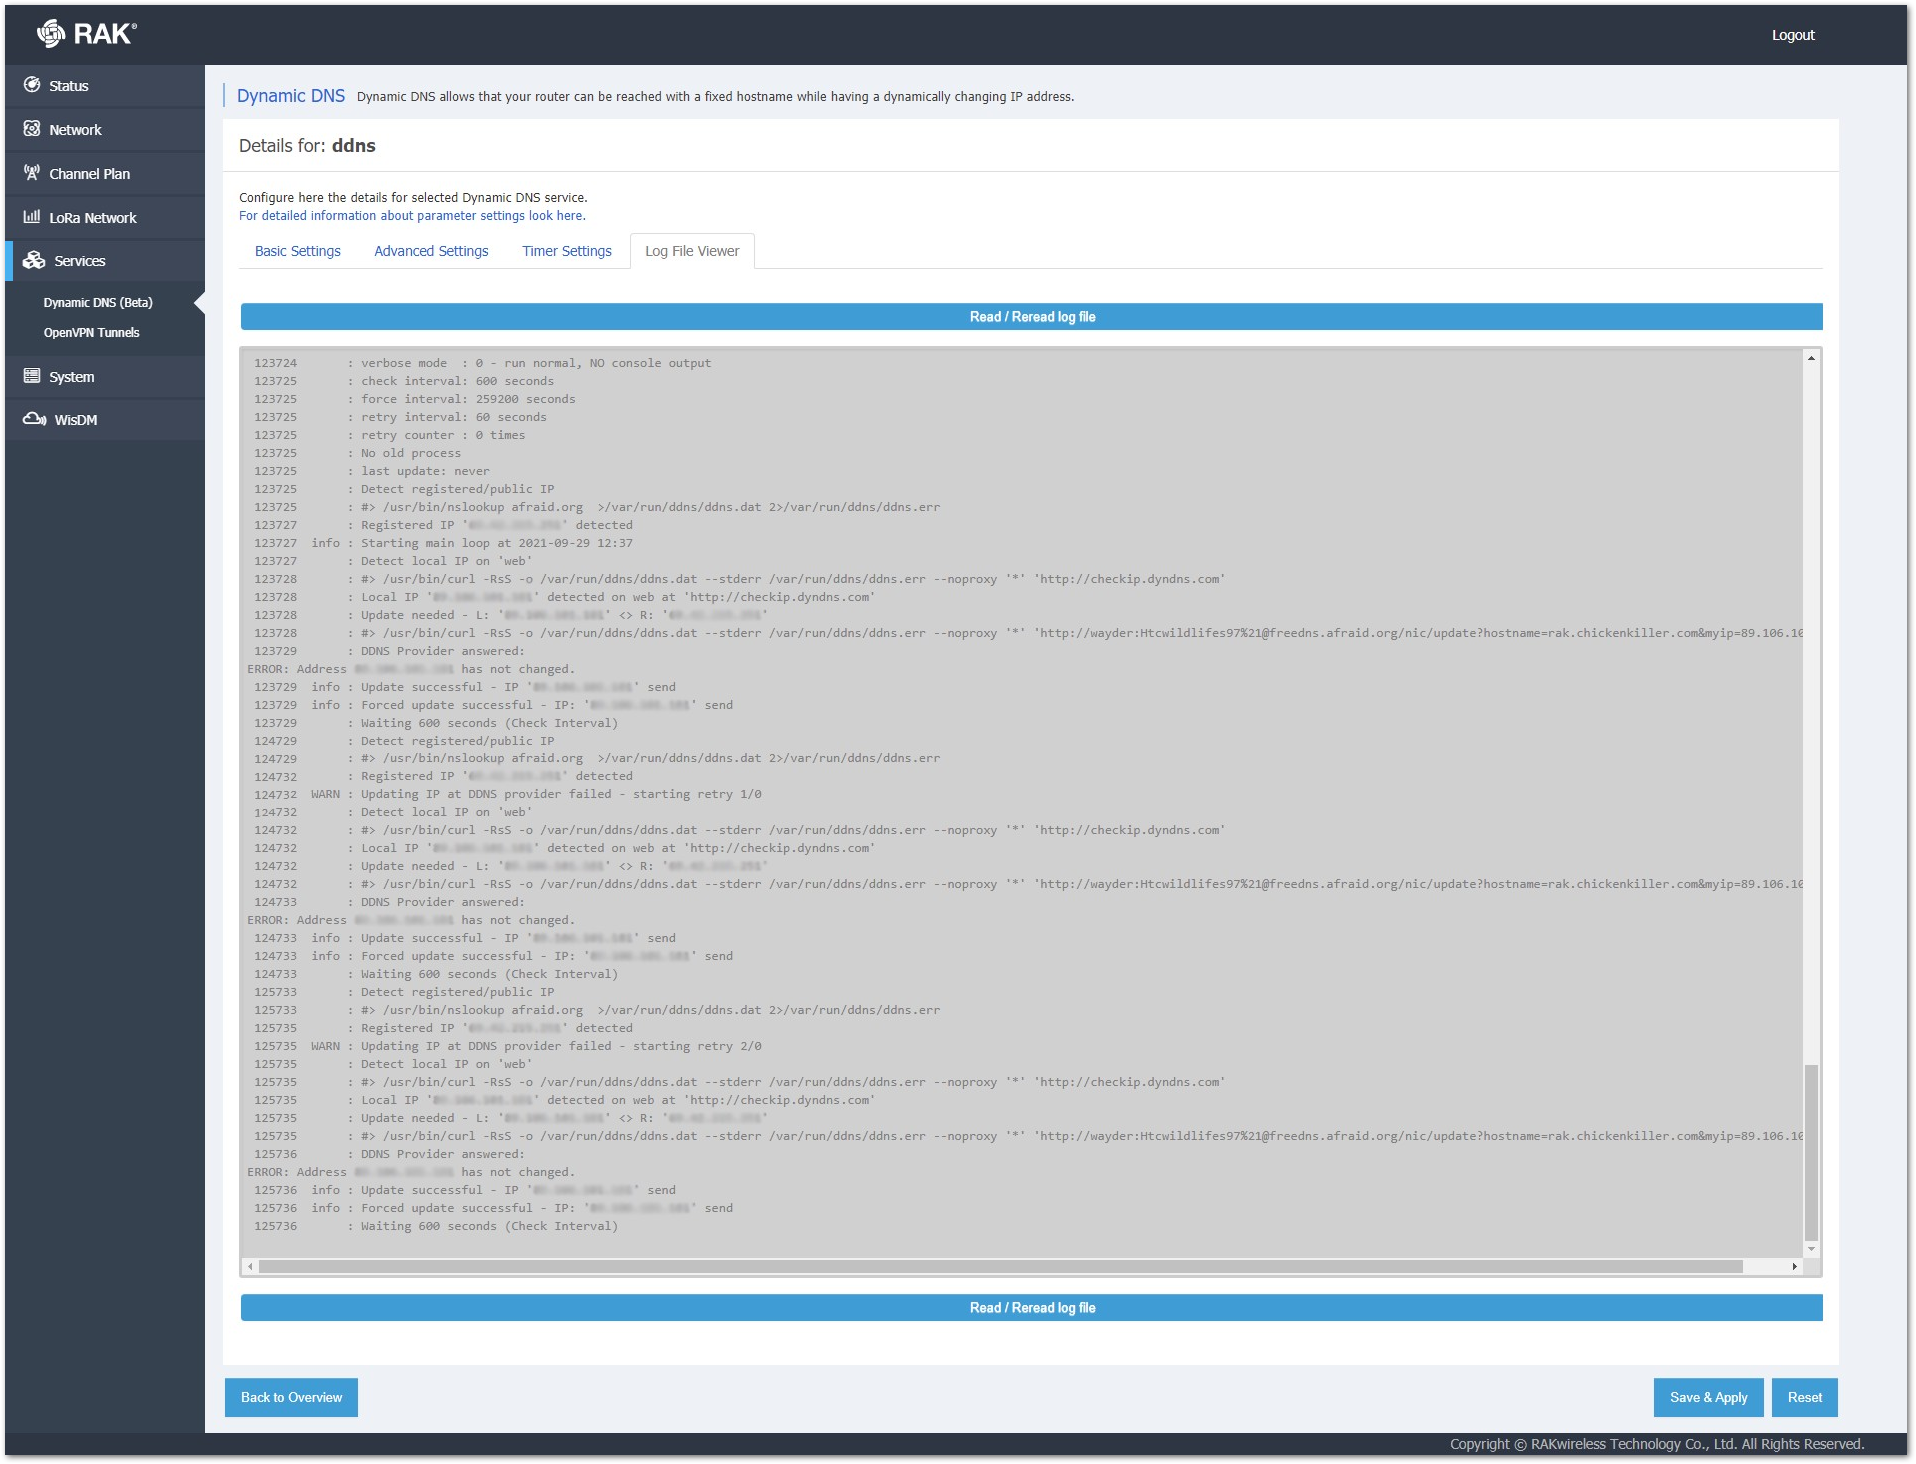 RAK®
Logout
Status
Network
Channel Plan
LoRa Network
Services
Dynamic DNS (Beta)
OpenVPN Tunnels
System
WisDM
Dynamic DNS Dynamic DNS allows that your router can be reached with a fixed hostname while having a dynamically changing IP address.
Details for: ddns
Configure here the details for selected Dynamic DNS service.
For detailed information about parameter settings look here.
Basic Settings Advanced Settings Timer Settings Log File Viewer
Read / Reread log file
123724 : verbose mode : 0 - run normal, NO console output
123725 : check interval: 600 seconds
123725 : force interval: 259200 seconds
123725 : retry interval: 60 seconds
123725 : retry counter : 0 times
123725 : No old process
123725 : last update: never
123725 : Detect registered/public IP
123725 : #> /usr/bin/nslookup afraid.org >/var/run/ddns/ddns.dat 2>/var/run/ddns/ddns.err
123727 : Registered IP '' detected
123727 info : Starting main loop at 2021-09-29 12:37
123727 : Detect local IP on 'web'
123728 : #> /usr/bin/curl -RsS -o /var/run/ddns/ddns.dat --stderr /var/run/ddns/ddns.err --noproxy '*' 'http://checkip.dyndns.com'
123728 : Local IP '' detected on web at 'http://checkip.dyndns.com'
123728 : Update needed - L: '' <> R: ''
123728 : #> /usr/bin/curl -RsS -o /var/run/ddns/ddns.dat --stderr /var/run/ddns/ddns.err --noproxy '*' 'http://wayder:Htcwildlifes97%21@freedns.afraid.org/nic/update?hostname=rak.chickenkiller.com&myip=89.106.10
123729 : DDNS Provider answered:
ERROR: Address has not changed.
123729 info : Update successful - IP '' send
123729 info : Forced update successful - IP: '' send
123729 : Waiting 600 seconds (Check Interval)
124729 : Detect registered/public IP
124729 : #> /usr/bin/nslookup afraid.org >/var/run/ddns/ddns.dat 2>/var/run/ddns/ddns.err
124732 : Registered IP '' detected
124732 WARN : Updating IP at DDNS provider failed - starting retry 1/0
124732 : Detect local IP on 'web'
124732 : #> /usr/bin/curl -RsS -o /var/run/ddns/ddns.dat --stderr /var/run/ddns/ddns.err --noproxy '*' 'http://checkip.dyndns.com'
124732 : Local IP '' detected on web at 'http://checkip.dyndns.com'
124732 : Update needed - L: '' <> R: ''
124732 : #> /usr/bin/curl -RsS -o /var/run/ddns/ddns.dat --stderr /var/run/ddns/ddns.err --noproxy '*' 'http://wayder:Htcwildlifes97%21@freedns.afraid.org/nic/update?hostname=rak.chickenkiller.com&myip=89.106.10
124733 : DDNS Provider answered:
ERROR: Address has not changed.
124733 info : Update successful - IP '' send
124733 info : Forced update successful - IP: '' send
124733 : Waiting 600 seconds (Check Interval)
125733 : Detect registered/public IP
125733 : #> /usr/bin/nslookup afraid.org >/var/run/ddns/ddns.dat 2>/var/run/ddns/ddns.err
125735 : Registered IP '' detected
125735 WARN : Updating IP at DDNS provider failed - starting retry 2/0
125735 : Detect local IP on 'web'
125735 : #> /usr/bin/curl -RsS -o /var/run/ddns/ddns.dat --stderr /var/run/ddns/ddns.err --noproxy '*' 'http://checkip.dyndns.com'
125735 : Local IP '' detected on web at 'http://checkip.dyndns.com'
125735 : Update needed - L: '' <> R: ''
125735 : #> /usr/bin/curl -RsS -o /var/run/ddns/ddns.dat --stderr /var/run/ddns/ddns.err --noproxy '*' 'http://wayder:Htcwildlifes97%21@freedns.afraid.org/nic/update?hostname=rak.chickenkiller.com&myip=89.106.10
125736 : DDNS Provider answered:
ERROR: Address has not changed.
125736 info : Update successful - IP '' send
125736 info : Forced update successful - IP: '' send
125736 : Waiting 600 seconds (Check Interval)
Read / Reread log file
Back to Overview Save & Apply Reset
Copyright © RAKwireless Technology Co., Ltd. All Rights Reserved.